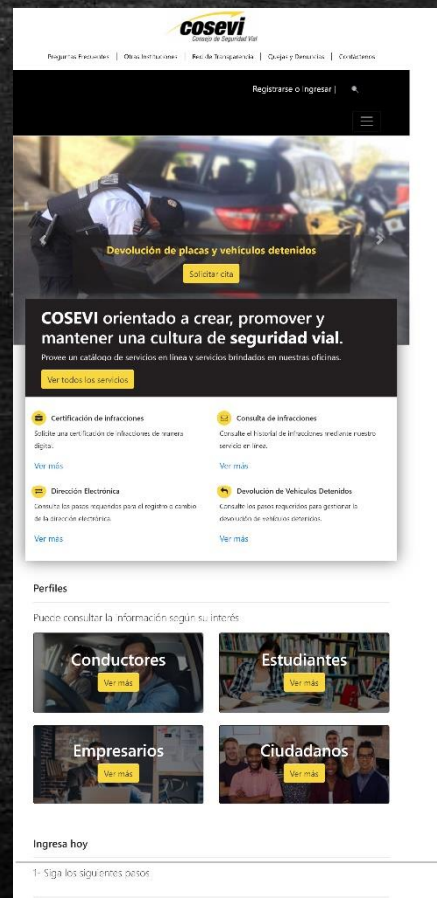 cosevi
Consejo de Seguridad Vial
Preguntas Frecuentes | Otras Instituciones | Red de Transparencia | Quejas y Denuncias | Contáctenos
Registrarse o Ingresar |
Devolución de placas y vehículos detenidos
Solicitar cita
COSEVI orientado a crear, promover y
mantener una cultura de seguridad vial.
Provee un catálogo de servicios en línea y servicios brindados en nuestras oficinas.
Ver todos los servicios
Certificación de infracciones
Solicite una certificación de infracciones de manera
digital.
Ver más
Consulta de infracciones
Consulte el historial de infracciones mediante nuestro
servicio en línea.
Ver más
Dirección Electrónica
Consulte los pasos requeridos para el registro o cambio
de la dirección electrónica.
Ver más
Devolución de Vehículos Detenidos
Consulte los pasos requeridos para gestionar la
devolución de vehículos detenidos.
Ver más
Perfiles
Puede consultar la información según su interés
Conductores
Ver más
Estudiantes
Ver más
Empresarios
Ver más
Ciudadanos
Ver más
Ingresa hoy
1- Siga los siguientes pasos